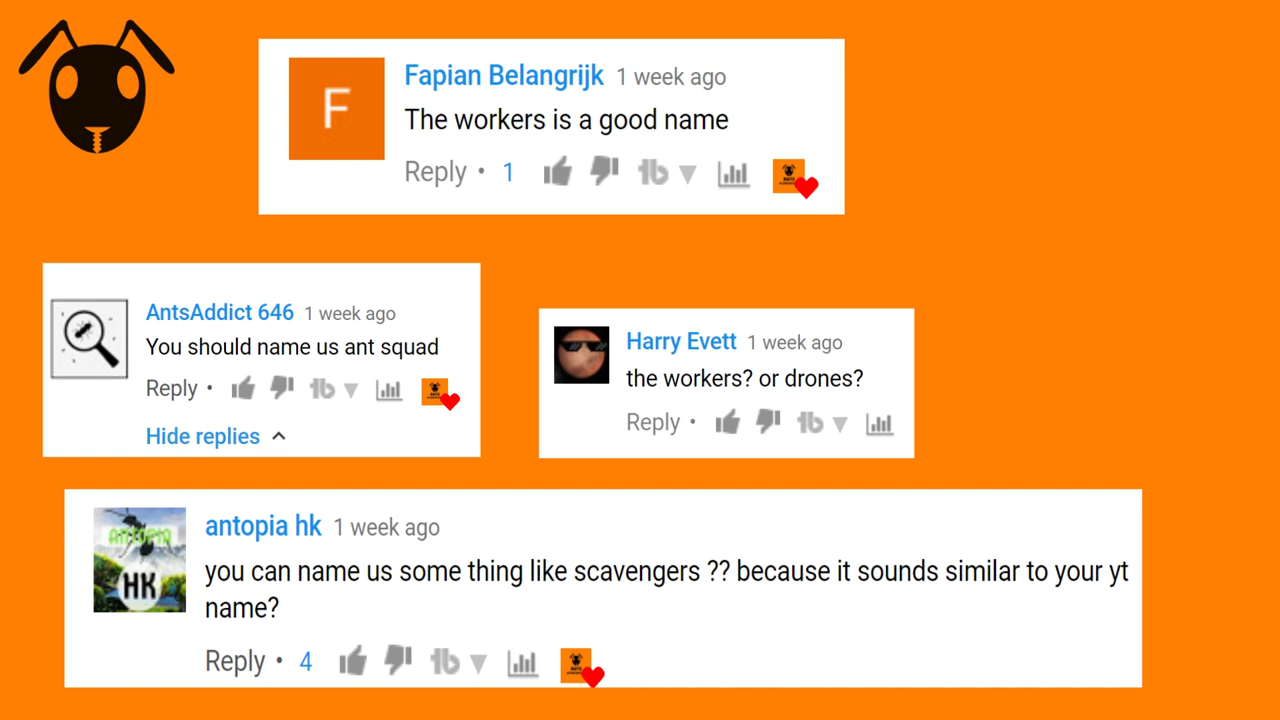 F
Fapian Belangrijk 1 week ago
The workers is a good name
Reply • 1
AntsAddict 646 1 week ago
You should name us ant squad
Reply •
Hide replies
Harry Evett 1 week ago
the workers? or drones?
Reply •
ANTOPIA
HK
antopia hk 1 week ago
you can name us some thing like scavengers ?? because it sounds similar to your yt
name?
Reply • 4